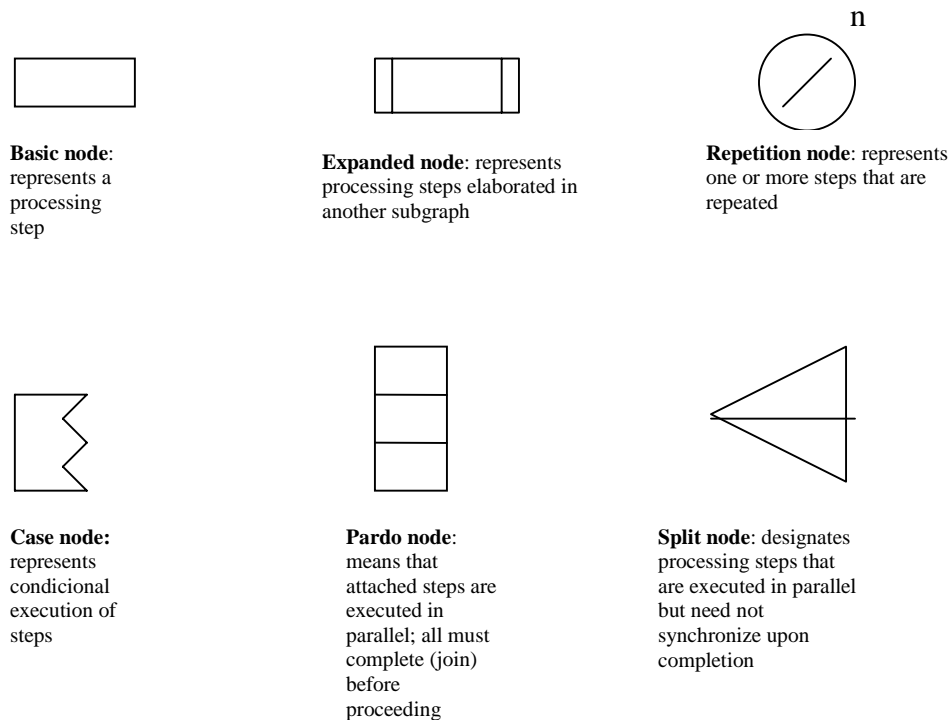 n
Basic node:
represents a
processing
step
Expanded node: represents
processing steps elaborated in
another subgraph
Repetition node: represents
one or more steps that are
repeated
Case node:
represents
condicional
execution of
steps
Pardo node:
means that
attached steps are
executed in
parallel; all must
complete (join)
before
proceeding
Split node: designates
processing steps that
are executed in parallel
but need not
synchronize upon
completion